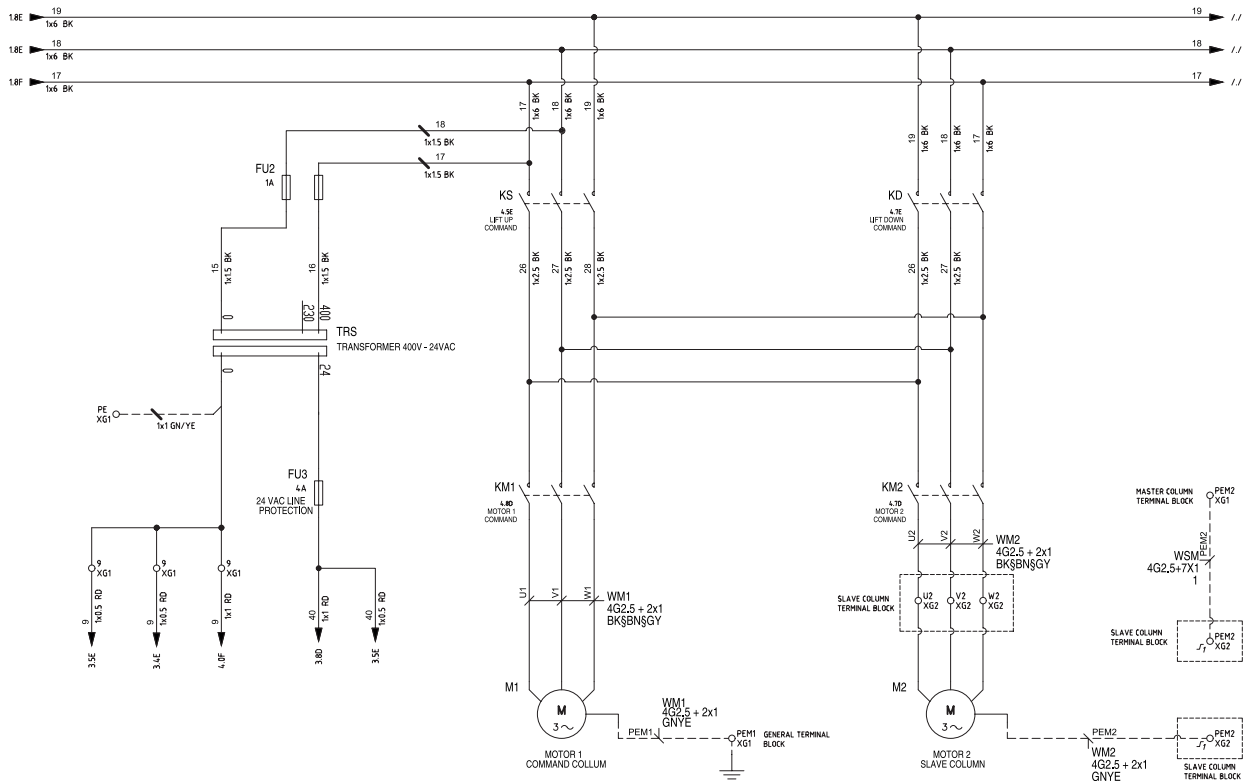 1.8E 19 19 /./
1x6 BK
1.8E 18 18 /./
1x6 BK
1.8F 17 17 /./
1x6 BK
17 1x6 BK
18 1x6 BK
19 1x6 BK
19 1x6 BK
18 1x6 BK
17 1x6 BK
18
1x1.5 BK
17
1x1.5 BK
FU2
1A
KS
4.5E
LIFT UP
COMMAND
KD
4.7E
LIFT DOWN
COMMAND
15 1x1.5 BK
16 1x1.5 BK
26 1x2.5 BK
27 1x2.5 BK
28 1x2.5 BK
26 1x2.5 BK
27 1x2.5 BK
28 1x2.5 BK
0 230 400
TRS
TRANSFORMER 400V - 24VAC
0 24
PE
XG1
1x1 GN/YE
FU3
4A
24 VAC LINE
PROTECTION
KM1
4.8D
MOTOR 1
COMMAND
KM2
4.7D
MOTOR 2
COMMAND
MASTER COLUMN
TERMINAL BLOCK
PEM2
XG1
PEM2
WSM
4G2.5+7X1
1
U2 V2 W2
WM2
4G2.5 + 2x1
BK§BN§GY
9
XG1
9
XG1
9
XG1
9 1x0.5 RD
9 1x0.5 RD
9 1x1 RD
40 1x1 RD
40 1x0.5 RD
3.5E
3.4E
4.0F
3.8D
3.5E
U1 V1 W1
WM1
4G2.5 + 2x1
BK§BN§GY
SLAVE COLUMN
TERMINAL BLOCK
U2
XG2
V2
XG2
W2
XG2
SLAVE COLUMN
TERMINAL BLOCK
PEM2
XG2
M1
M
3~
MOTOR 1
COMMAND COLLUM
WM1
4G2.5 + 2x1
GNYE
PEM1
PEM1
XG1
GENERAL TERMINAL
BLOCK
M2
M
3~
MOTOR 2
SLAVE COLUMN
PEM2
WM2
4G2.5 + 2x1
GNYE
PEM2
XG2
SLAVE COLUMN
TERMINAL BLOCK